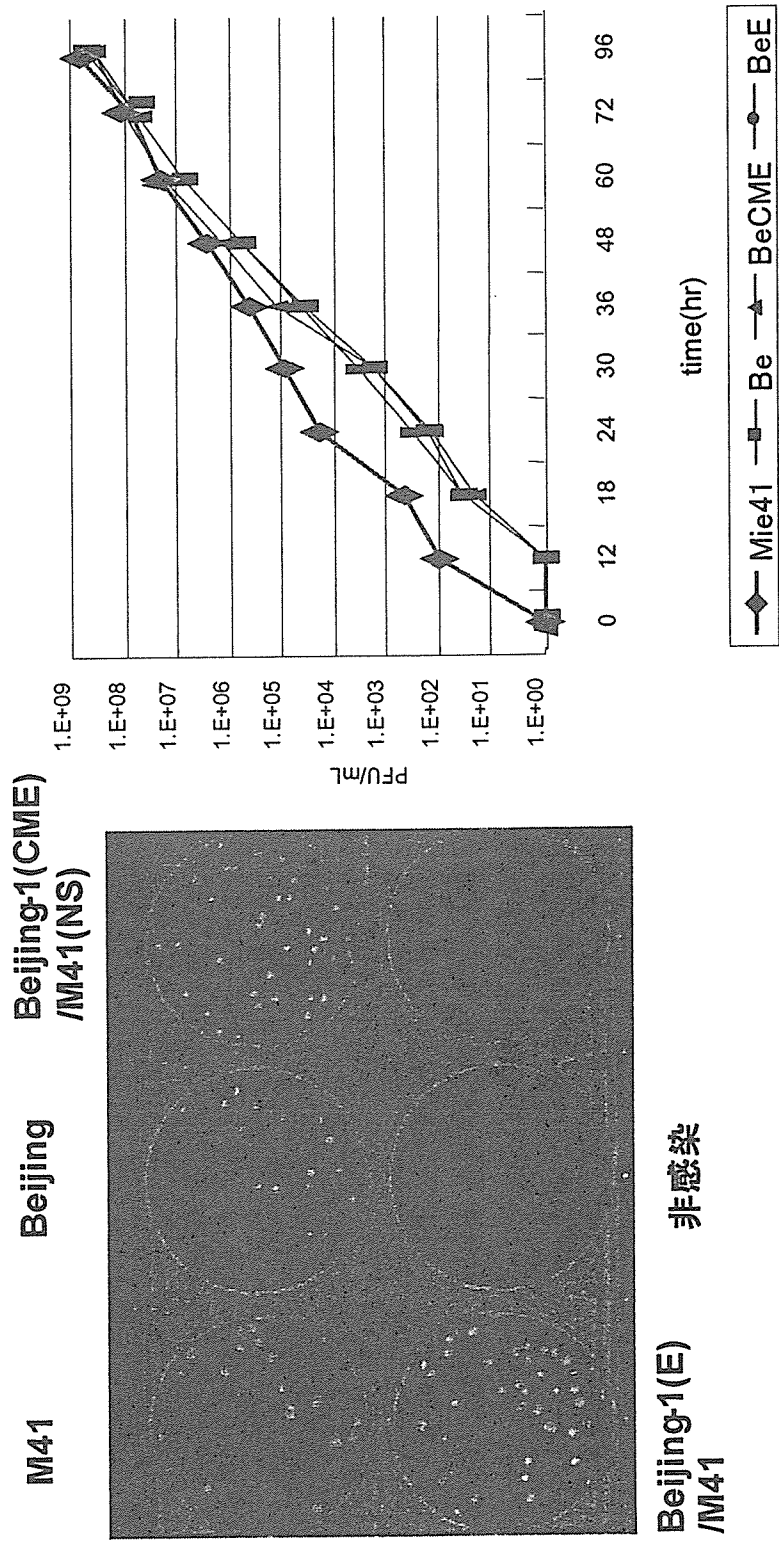 M41
Beijing
Beijing-1(CME)
/M41(NS)
Beijing-1(E)
/M41
非感染
PFU/mL
1.E+09
1.E+08
1.E+07
1.E+06
1.E+05
1.E+04
1.E+03
1.E+02
1.E+01
1.E+00
0 12 18 24 30 36 48 60 72 96
time(hr)
Mie41 Be BeCME BeE